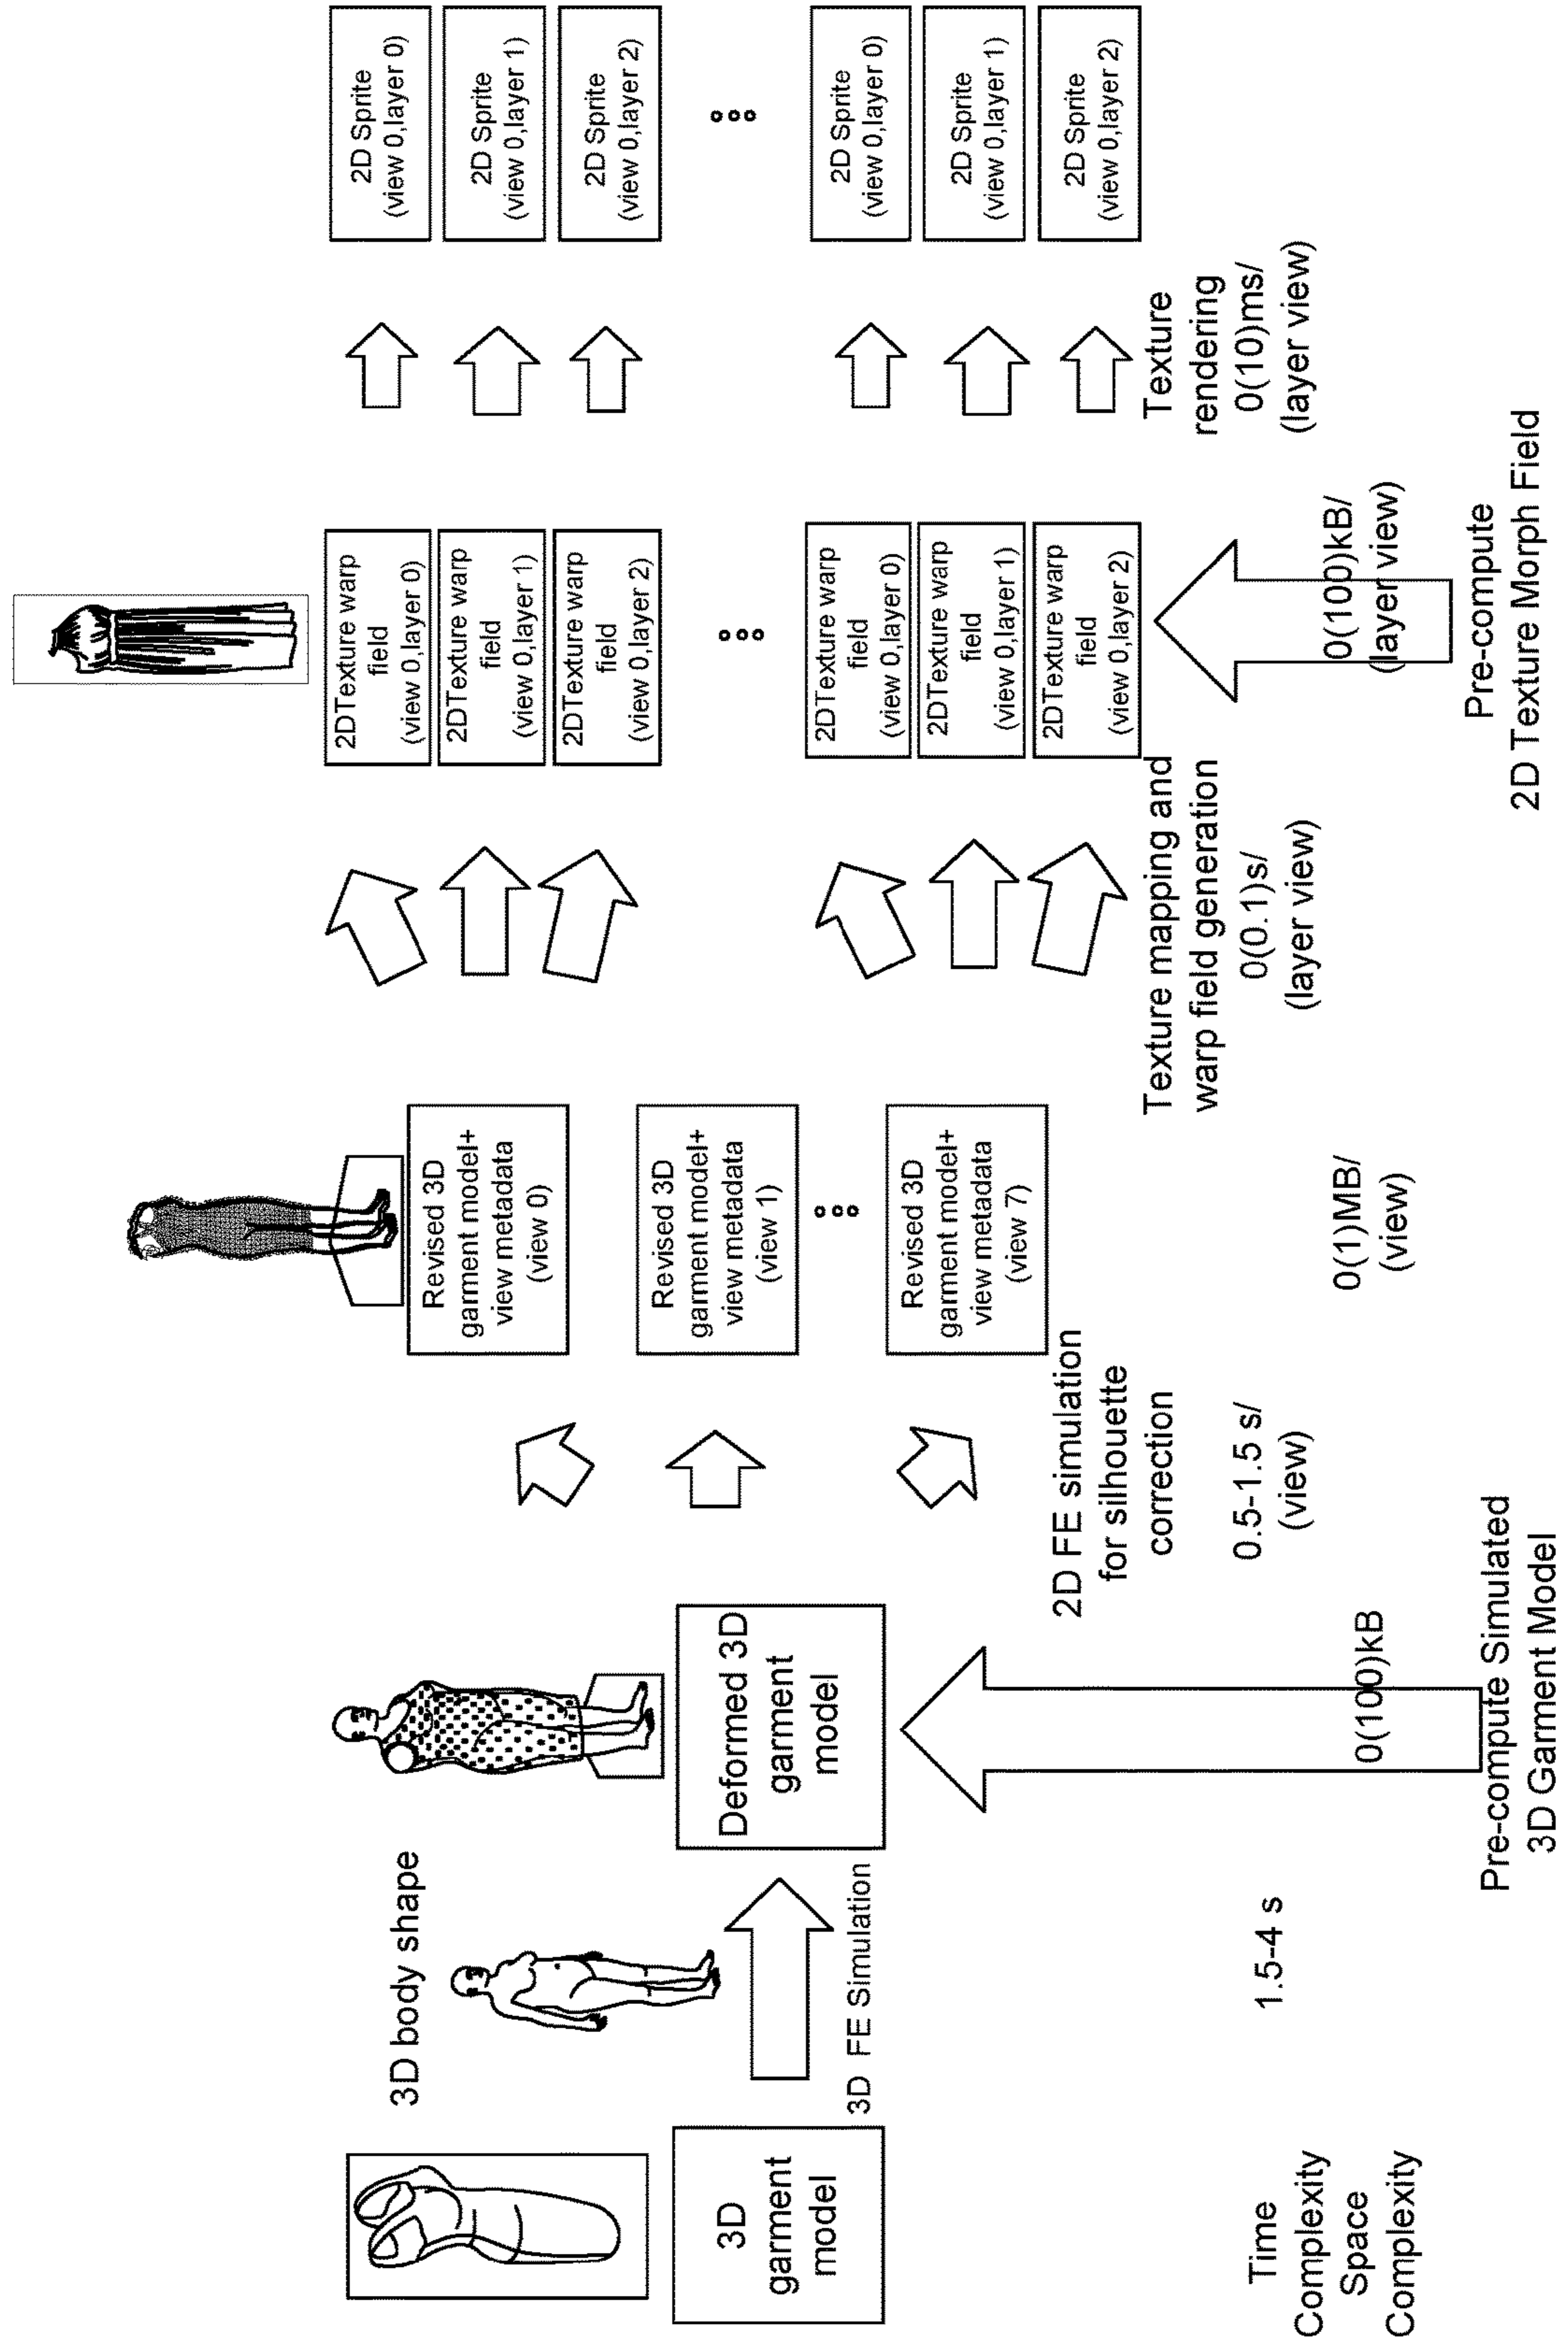 3D
garment
model
3D body shape
3D FE Simulation
Deformed 3D
garment
model
2D FE simulation
for silhouette
correction
Revised 3D
garment model+
view metadata
(view 0)
Revised 3D
garment model+
view metadata
(view 1)
Revised 3D
garment model+
view metadata
(view 7)
Texture mapping and
warp field generation
2DTexture warp
field
(view 0,layer 0)
2DTexture warp
field
(view 0,layer 1)
2DTexture warp
field
(view 0,layer 2)
2DTexture warp
field
(view 0,layer 0)
2DTexture warp
field
(view 0,layer 1)
2DTexture warp
field
(view 0,layer 2)
Texture
rendering
2D Sprite
(view 0,layer 0)
2D Sprite
(view 0,layer 1)
2D Sprite
(view 0,layer 2)
2D Sprite
(view 0,layer 0)
2D Sprite
(view 0,layer 1)
2D Sprite
(view 0,layer 2)
Time
Complexity
1.5-4 s
0.5-1.5 s/
(view)
0(0.1)s/
(layer view)
0(10)ms/
(layer view)
Space
Complexity
0(100)kB
0(1)MB/
(view)
0(100)kB/
(layer view)
Pre-compute Simulated
3D Garment Model
Pre-compute
2D Texture Morph Field